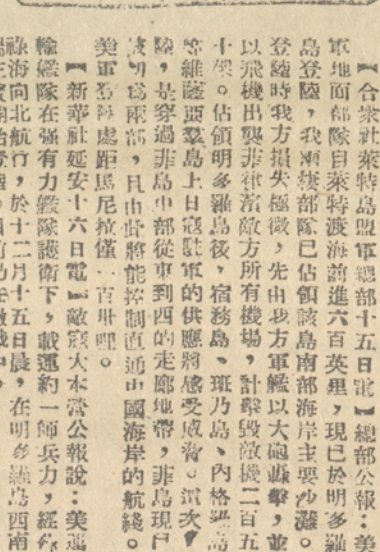 【合衆社萊特島美軍總部十五日電】總部公報：美
軍地面部隊自萊特渡海前進六百英里，現已於明多羅
島登陸，我兩棲部隊已佔領該島南部海岸主要沙灘。
登陸時我方損失極微，先由我方軍艦以大砲轟擊，並
以飛機出襲菲律濱敵方所有機場，計擊毀敵機二百五
十架。佔領明多羅島後，宿務島、班乃島、內格羅島
等維薩亞羣島上日寇駐軍的供應將感受威脅。這次登
陸，是穿過菲島中部從東到西的走廊地帶，菲島現已
被切為兩部，且由此將能控制直通中國海岸的航綫。
美軍登陸處距馬尼拉僅一百卅哩。
【新華社延安十六日電】敵寇大本營公報說：美運
輸艦隊在強有力艦隊護衛下，載運約一師兵力，經
祿海向北航行，於十二月十五日晨，在明多羅島西南